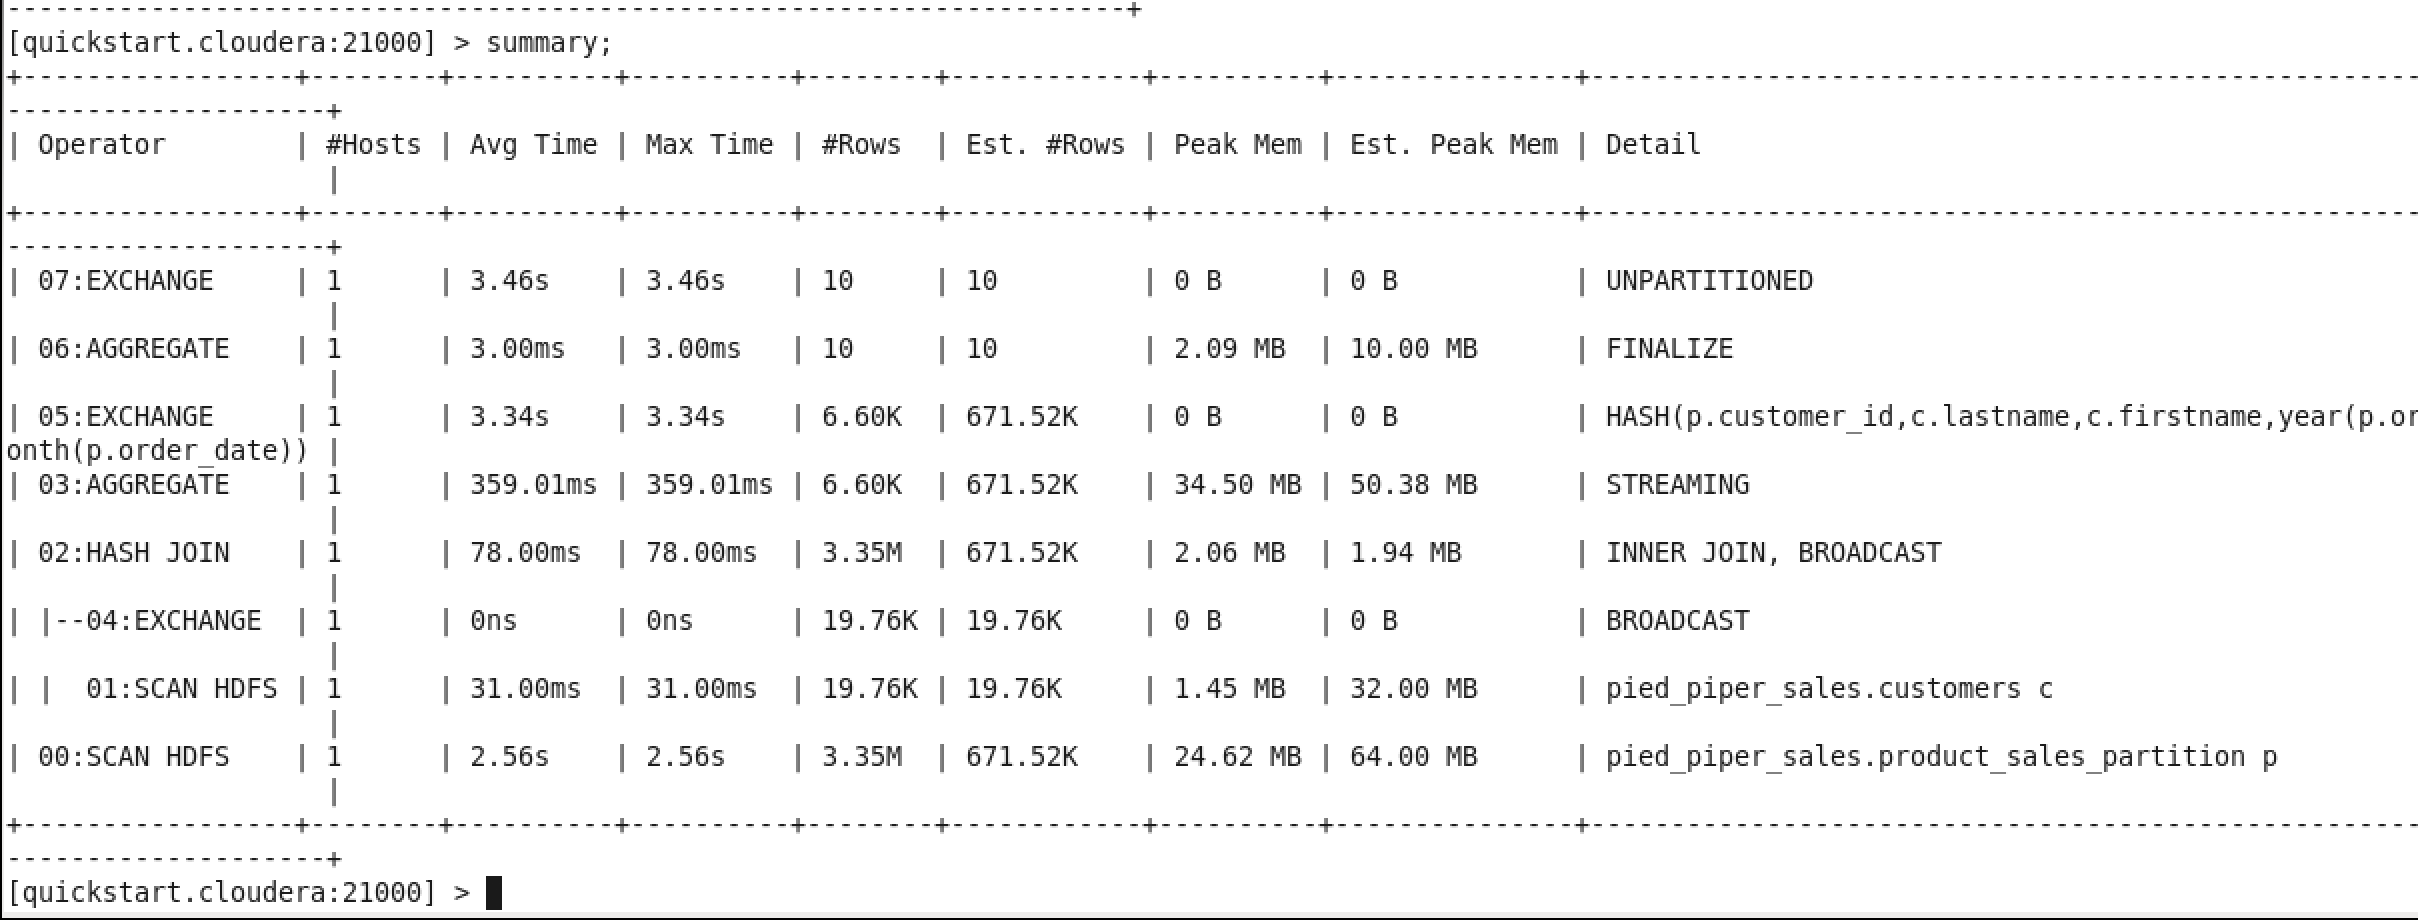 ----------------------------------------------------------------------+
[quickstart.cloudera:21000] > summary;
+-----------------+--------+----------+----------+--------+------------+----------+---------------+----------------------------------------------------
--------------------+
| Operator        | #Hosts | Avg Time | Max Time | #Rows  | Est. #Rows | Peak Mem | Est. Peak Mem | Detail
                    |
+-----------------+--------+----------+----------+--------+------------+----------+---------------+----------------------------------------------------
--------------------+
| 07:EXCHANGE     | 1      | 3.46s    | 3.46s    | 10     | 10         | 0 B      | 0 B           | UNPARTITIONED
                    |
| 06:AGGREGATE    | 1      | 3.00ms   | 3.00ms   | 10     | 10         | 2.09 MB  | 10.00 MB      | FINALIZE
                    |
| 05:EXCHANGE     | 1      | 3.34s    | 3.34s    | 6.60K  | 671.52K    | 0 B      | 0 B           | HASH(p.customer_id,c.lastname,c.firstname,year(p.or
onth(p.order_date)) |
| 03:AGGREGATE    | 1      | 359.01ms | 359.01ms | 6.60K  | 671.52K    | 34.50 MB | 50.38 MB      | STREAMING
                    |
| 02:HASH JOIN    | 1      | 78.00ms  | 78.00ms  | 3.35M  | 671.52K    | 2.06 MB  | 1.94 MB       | INNER JOIN, BROADCAST
                    |
| |--04:EXCHANGE  | 1      | 0ns      | 0ns      | 19.76K | 19.76K     | 0 B      | 0 B           | BROADCAST
                    |
| |  01:SCAN HDFS | 1      | 31.00ms  | 31.00ms  | 19.76K | 19.76K     | 1.45 MB  | 32.00 MB      | pied_piper_sales.customers c
                    |
| 00:SCAN HDFS    | 1      | 2.56s    | 2.56s    | 3.35M  | 671.52K    | 24.62 MB | 64.00 MB      | pied_piper_sales.product_sales_partition p
                    |
+-----------------+--------+----------+----------+--------+------------+----------+---------------+----------------------------------------------------
--------------------+
[quickstart.cloudera:21000] >